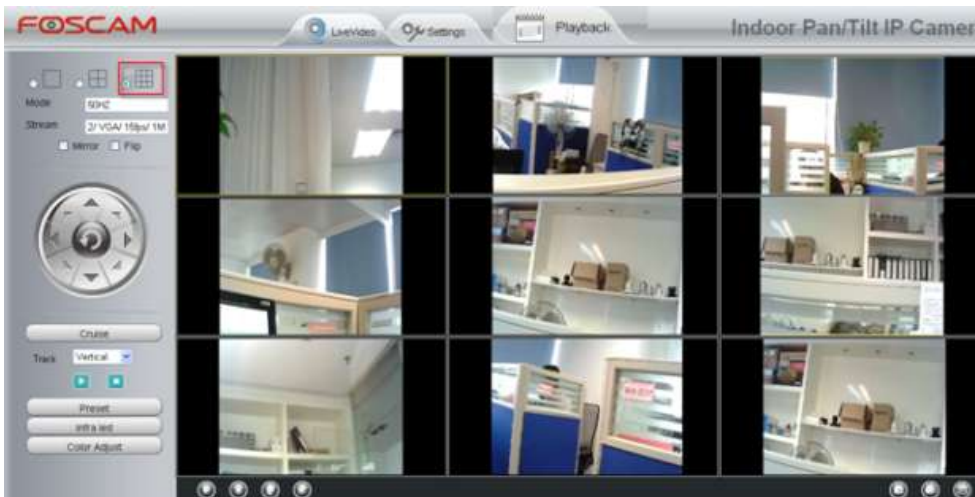 FOSCAM
LiveVideo
Settings
Playback
Indoor Pan/Tilt IP Camer
Mode
50HZ
Stream
2/ VGA/ 15fps/ 1M
Mirror
Flip
Cruise
Track
Vertical
Preset
Infra led
Color Adjust